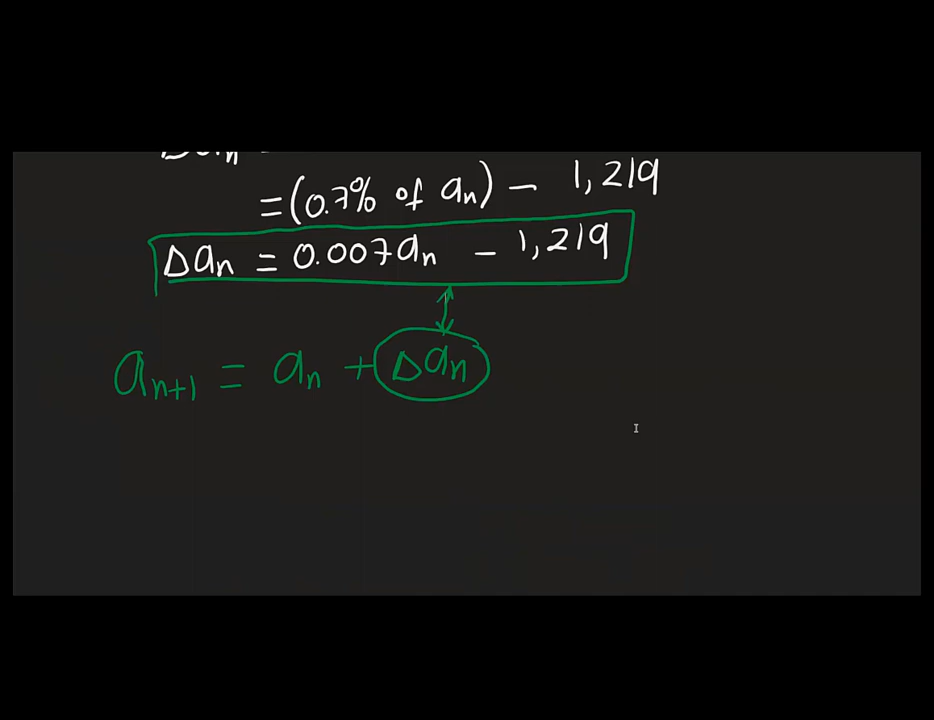 =(0.7% of an) - 1,219
Δan = 0.007an - 1,219
an+1 = an + Δan